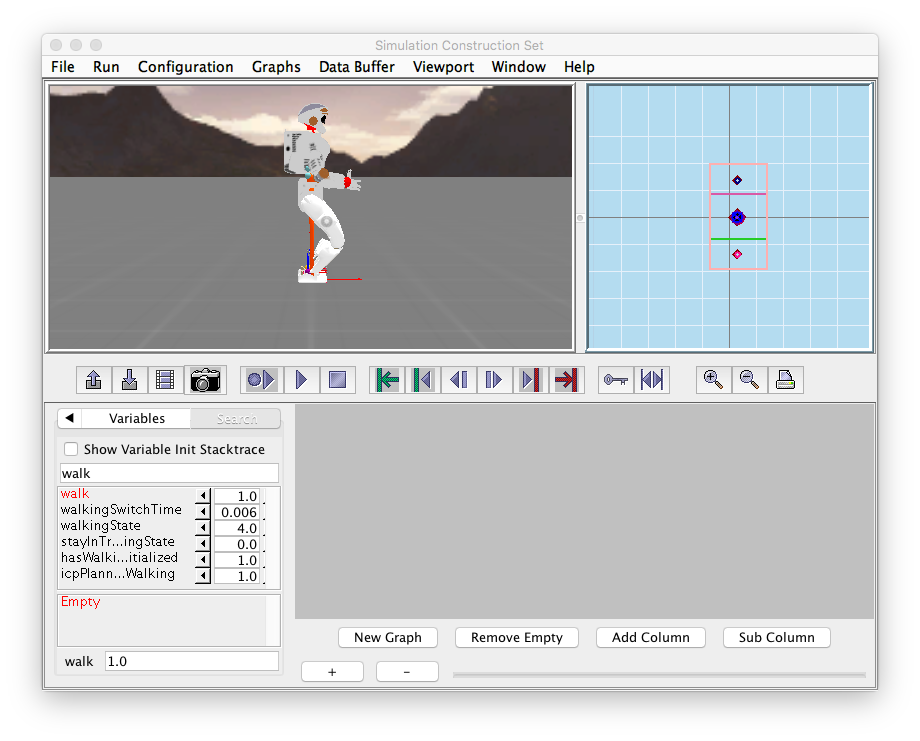 Simulation Construction Set
File Run Configuration Graphs Data Buffer Viewport Window Help
Variables Search
Show Variable Init Stacktrace
walk
walk 1.0
walkingSwitchTime 0.006
walkingState 4.0
stayInTr...ingState 0.0
hasWalki...itialized 1.0
icpPlann...Walking 1.0
Empty
walk 1.0
New Graph Remove Empty Add Column Sub Column
+ -